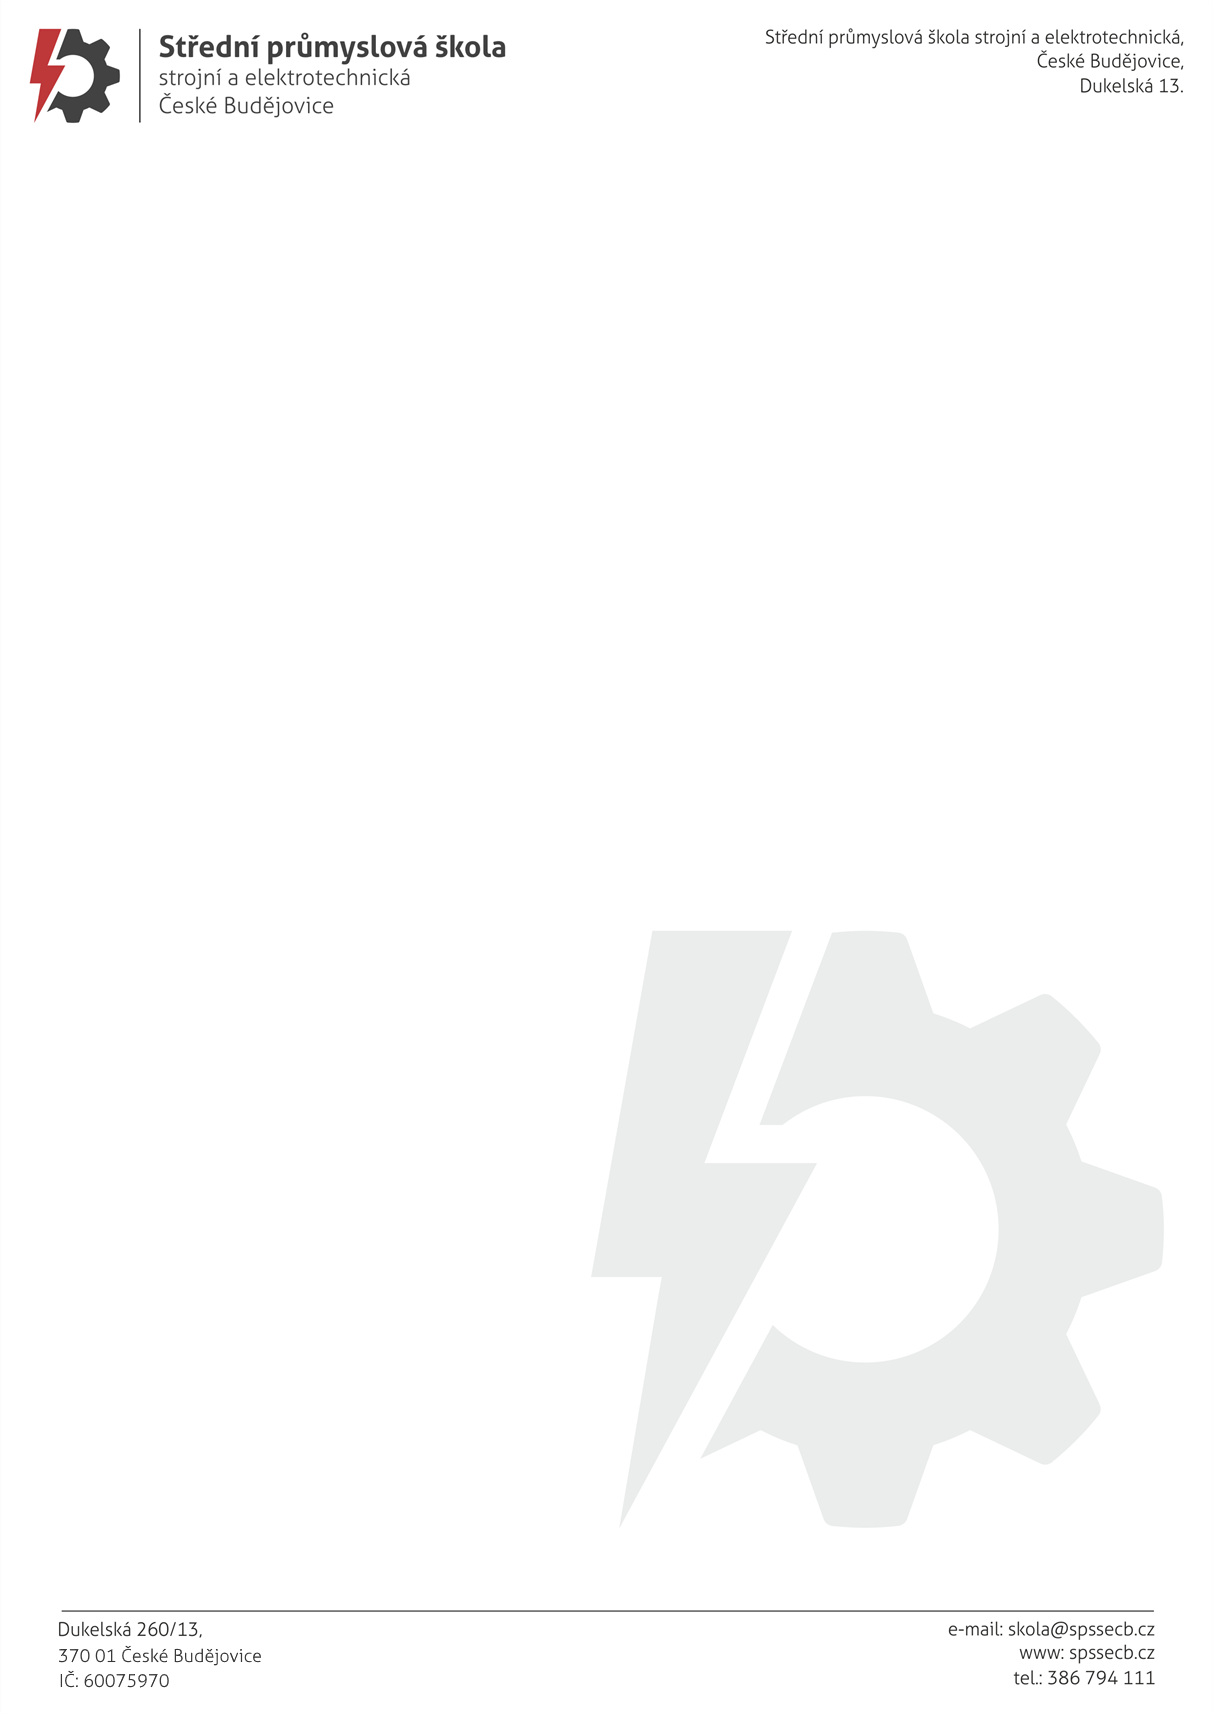 Střední průmyslová škola
strojní a elektrotechnická
České Budějovice
Střední průmyslová škola strojní a elektrotechnická,
České Budějovice,
Dukelská 13.
Dukelská 260/13,
370 01 České Budějovice
IČ: 60075970
e-mail: skola@spssecb.cz
www: spssecb.cz
tel.: 386 794 111